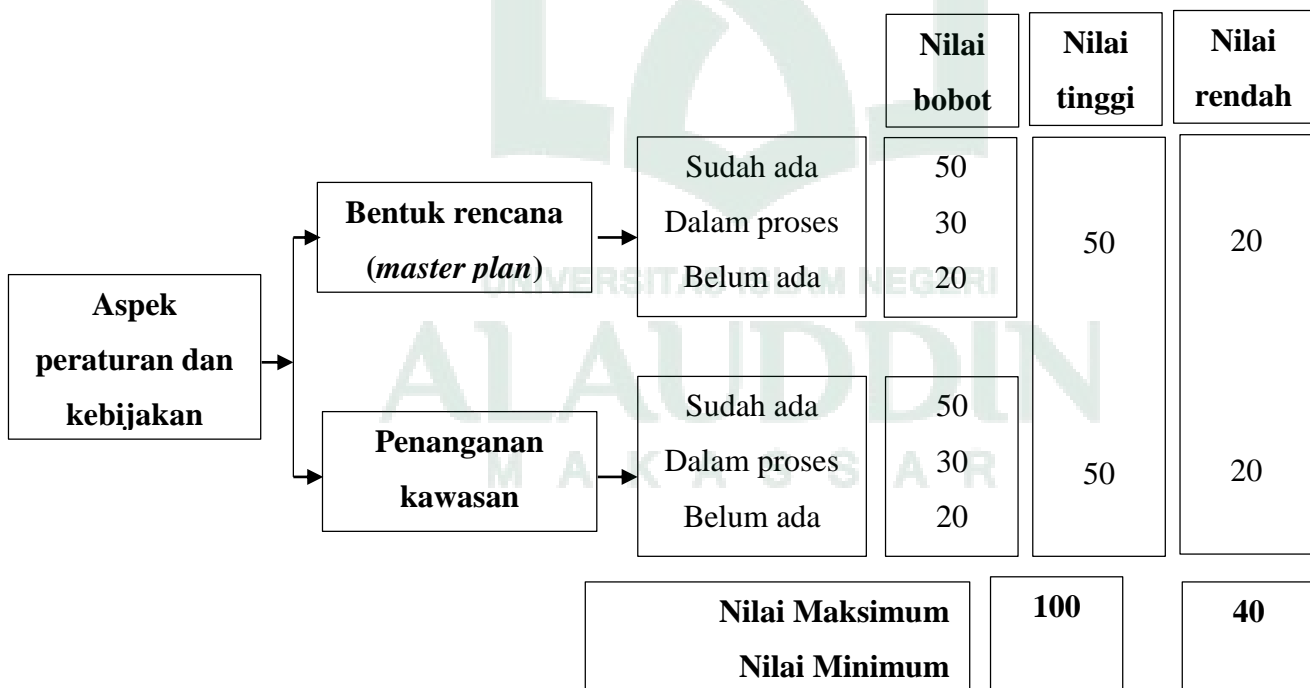 Nilai bobot
Nilai tinggi
Nilai rendah
Aspek
peraturan dan
kebijakan
Bentuk rencana
(master plan)
Sudah ada 50
Dalam proses 30
Belum ada 20
50
20
Penanganan
kawasan
Sudah ada 50
Dalam proses 30
Belum ada 20
50
20
Nilai Maksimum 100 40
Nilai Minimum
UNIVERSITAS ISLAM NEGERI
ALAUDDIN
MAKASSAR